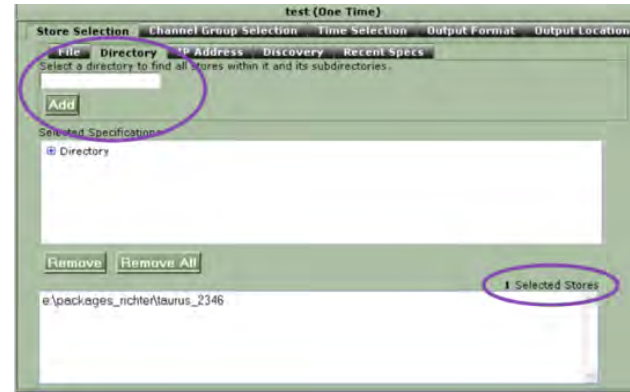 test (One Time)
Store Selection Channel Group Selection Time Selection Output Format Output Location
File Directory IP Address Discovery Recent Specs
Select a directory to find all stores within it and its subdirectories.
Add
Selected Specifications
Directory
Remove Remove All
1 Selected Stores
e:\packages_richter\taurus_2346